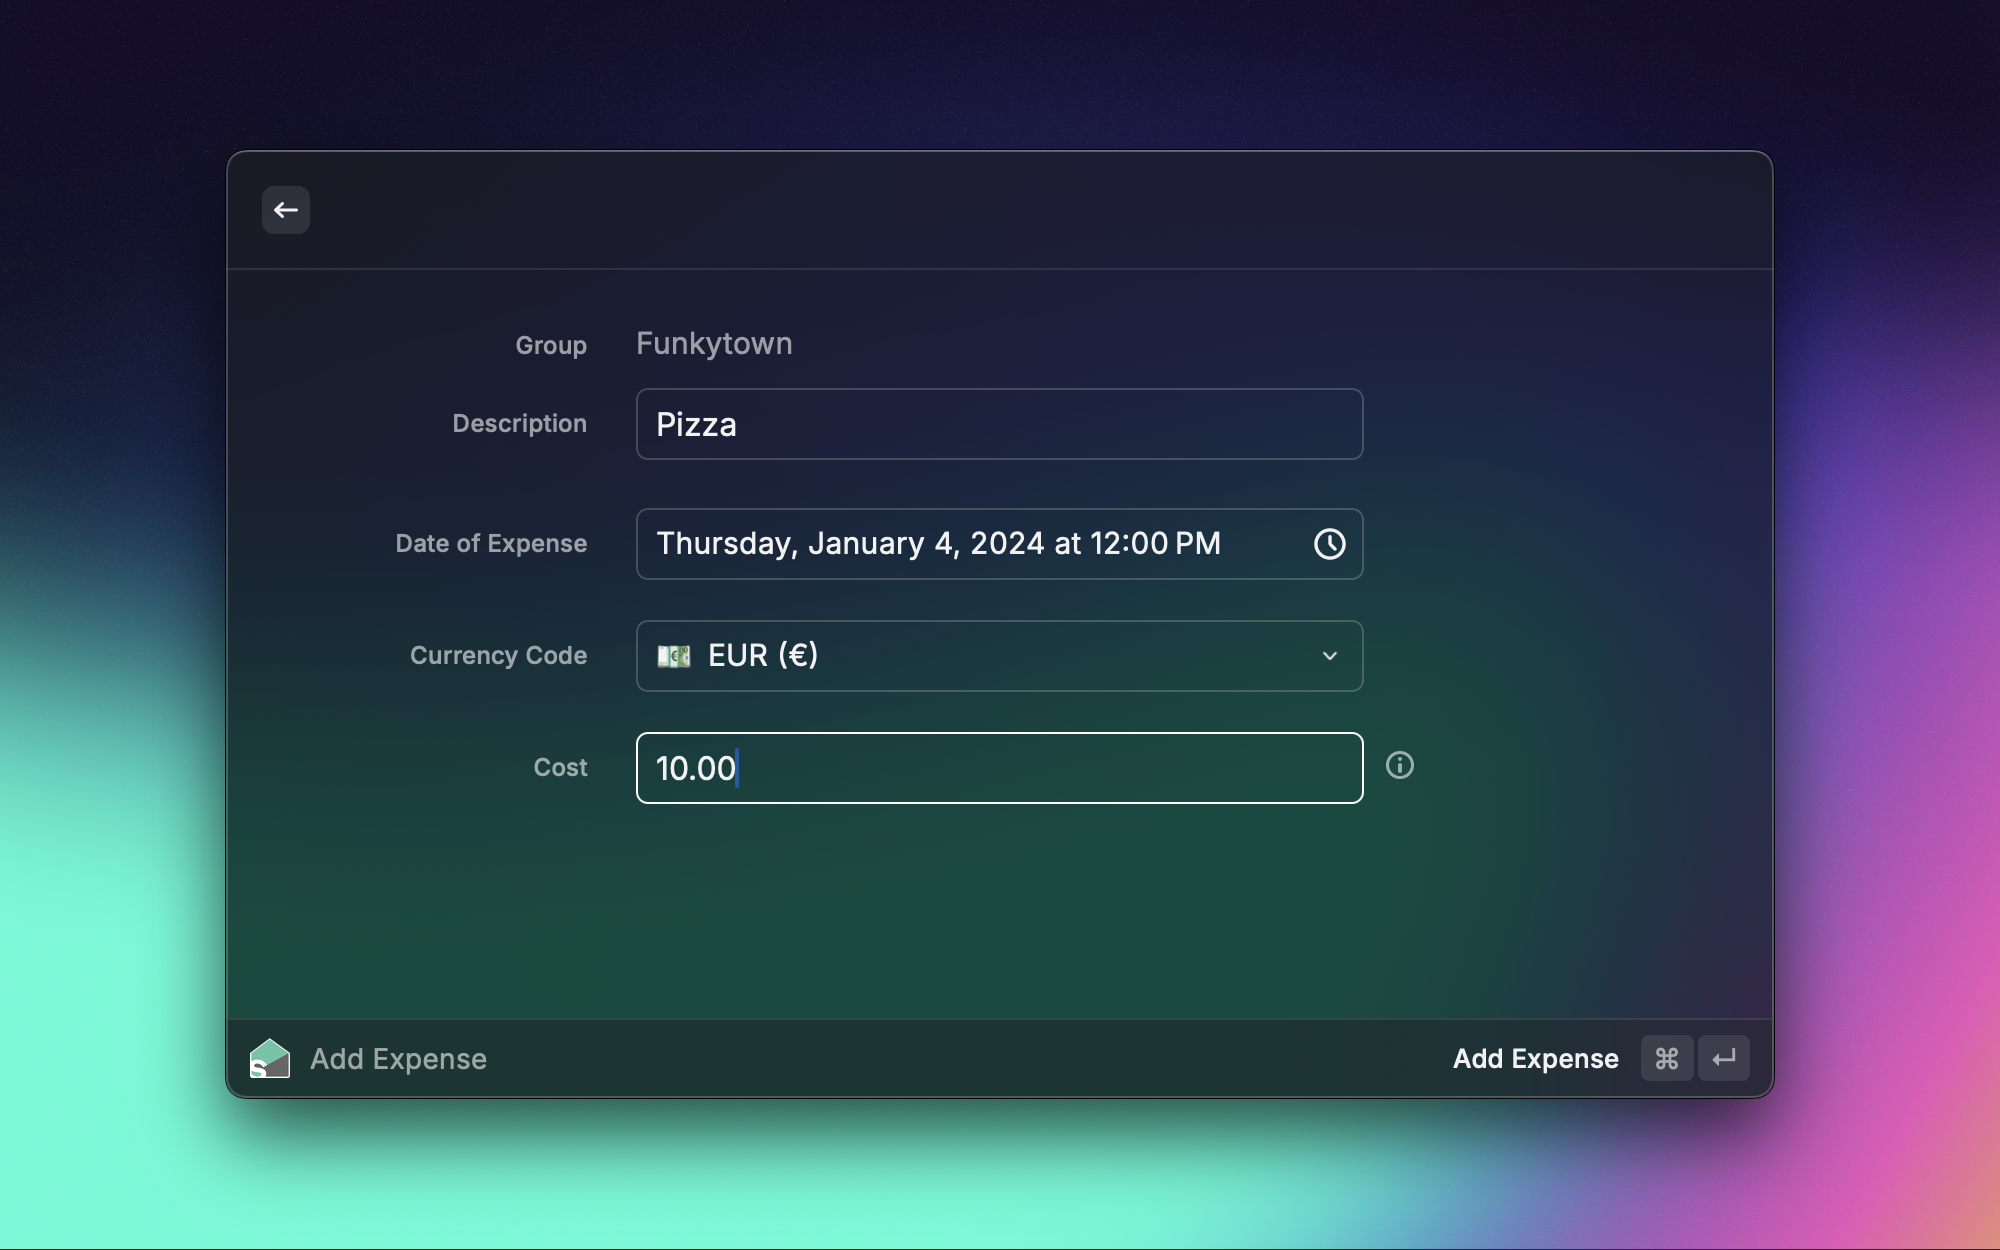 Group Funkytown
Description Pizza
Date of Expense Thursday, January 4, 2024 at 12:00 PM
Currency Code EUR (€)
Cost 10.00
S Add Expense Add Expense ⌘ ↵